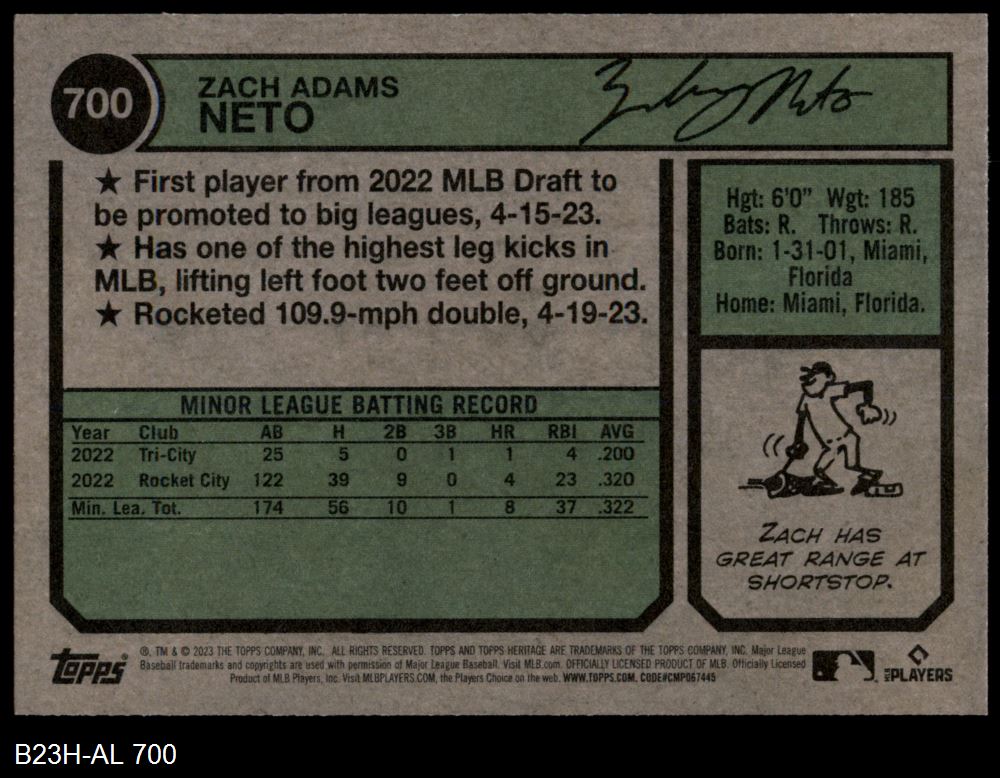 700
ZACH ADAMS
NETO
Zachary Neto
★ First player from 2022 MLB Draft to
be promoted to big leagues, 4-15-23.
★ Has one of the highest leg kicks in
MLB, lifting left foot two feet off ground.
★ Rocketed 109.9-mph double, 4-19-23.
Hgt: 6'0" Wgt: 185
Bats: R. Throws: R.
Born: 1-31-01, Miami,
Florida
Home: Miami, Florida.
MINOR LEAGUE BATTING RECORD
Year Club AB H 2B 3B HR RBI AVG
2022 Tri-City 25 5 0 1 1 4 .200
2022 Rocket City 122 39 9 0 4 23 .320
Min. Lea. Tot. 174 56 10 1 8 37 .322
ZACH HAS
GREAT RANGE AT
SHORTSTOP.
Topps
®, TM & © 2023 THE TOPPS COMPANY, INC. ALL RIGHTS RESERVED. TOPPS AND TOPPS HERITAGE ARE TRADEMARKS OF THE TOPPS COMPANY, INC. Major League
Baseball trademarks and copyrights are used with permission of Major League Baseball. Visit MLB.com. OFFICIALLY LICENSED PRODUCT OF MLB. Officially Licensed
Product of MLB Players, Inc. Visit MLBPLAYERS.COM, the Players Choice on the web. WWW.TOPPS.COM. CODE#CMP067445
MLB PLAYERS
B23H-AL 700